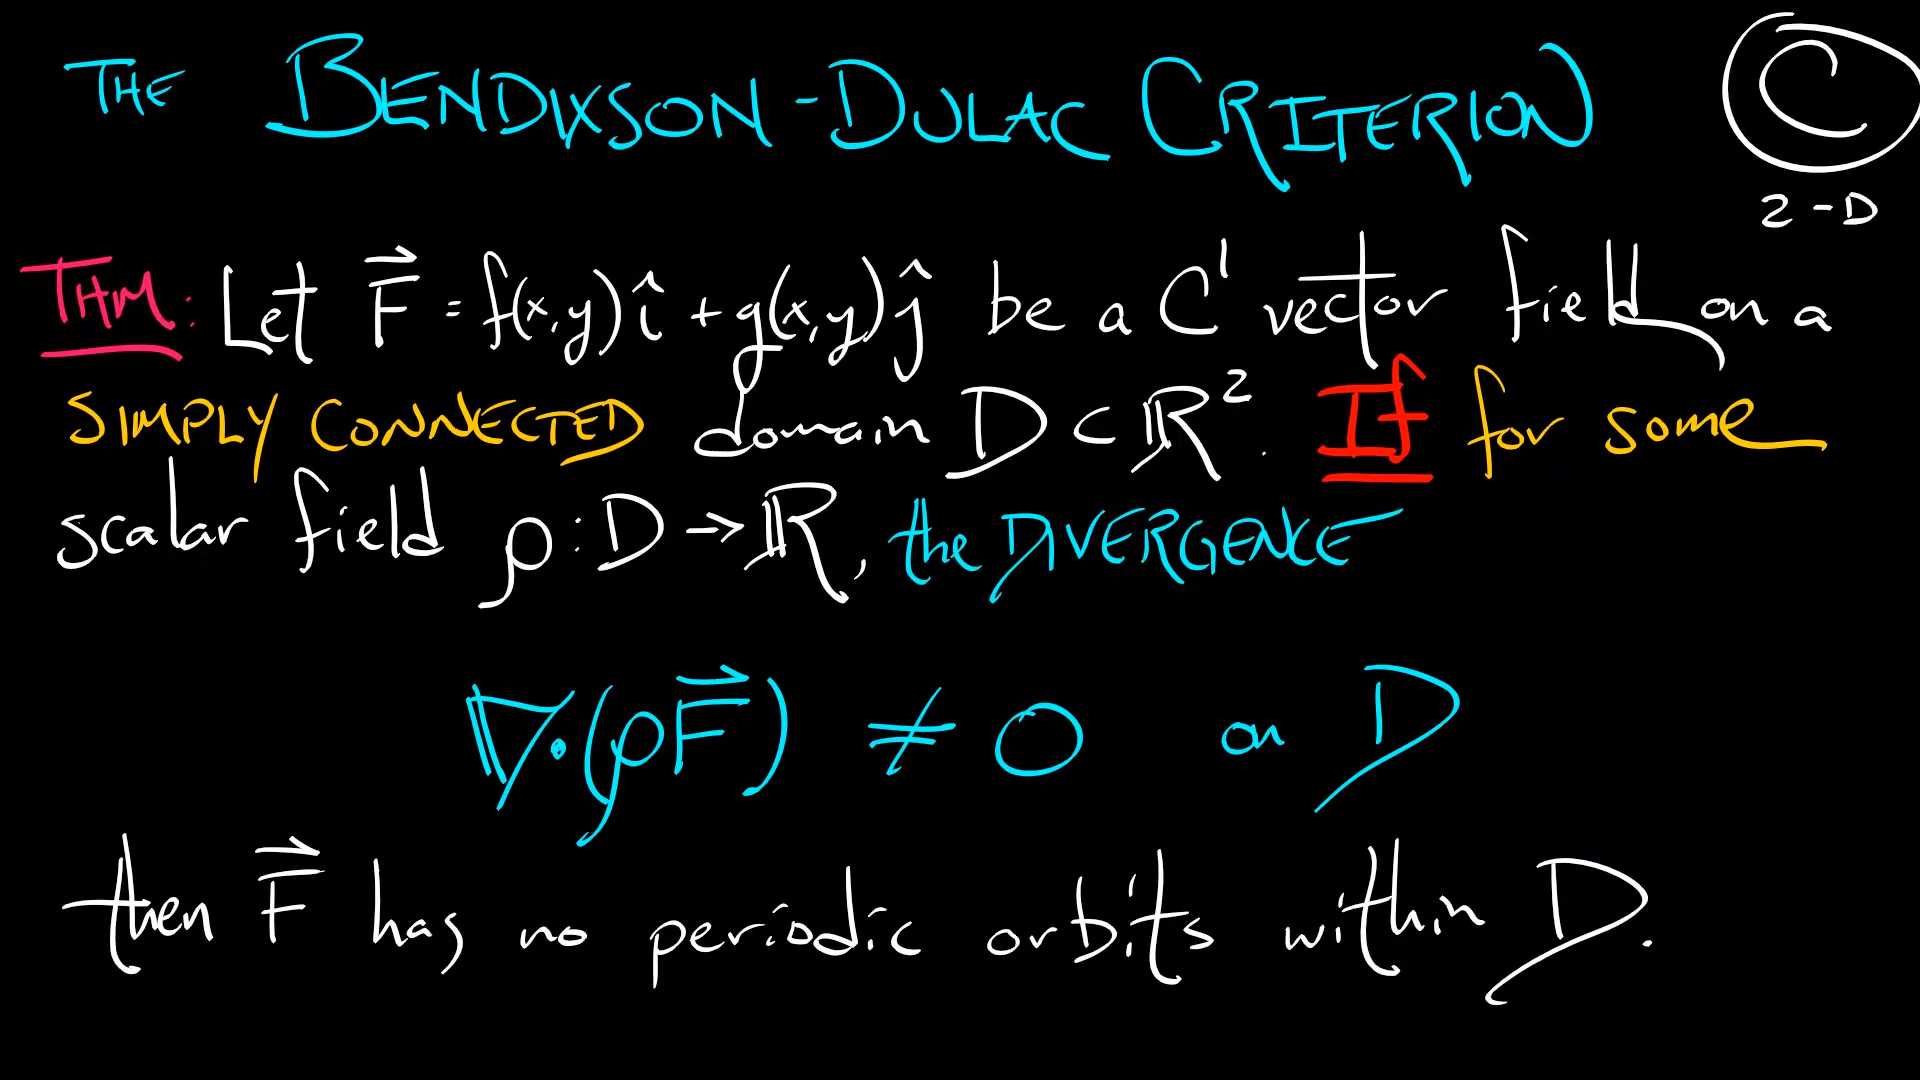 THE BENDIXSON-DULAC CRITERION
C
2-D
THM: Let F⃗ = f(x,y) î + g(x,y) ĵ be a C¹ vector field on a
SIMPLY CONNECTED domain D ⊂ ℝ². If for some
scalar field ρ : D → ℝ, the DIVERGENCE
∇·(ρF⃗) ≠ 0 on D
then F⃗ has no periodic orbits within D.